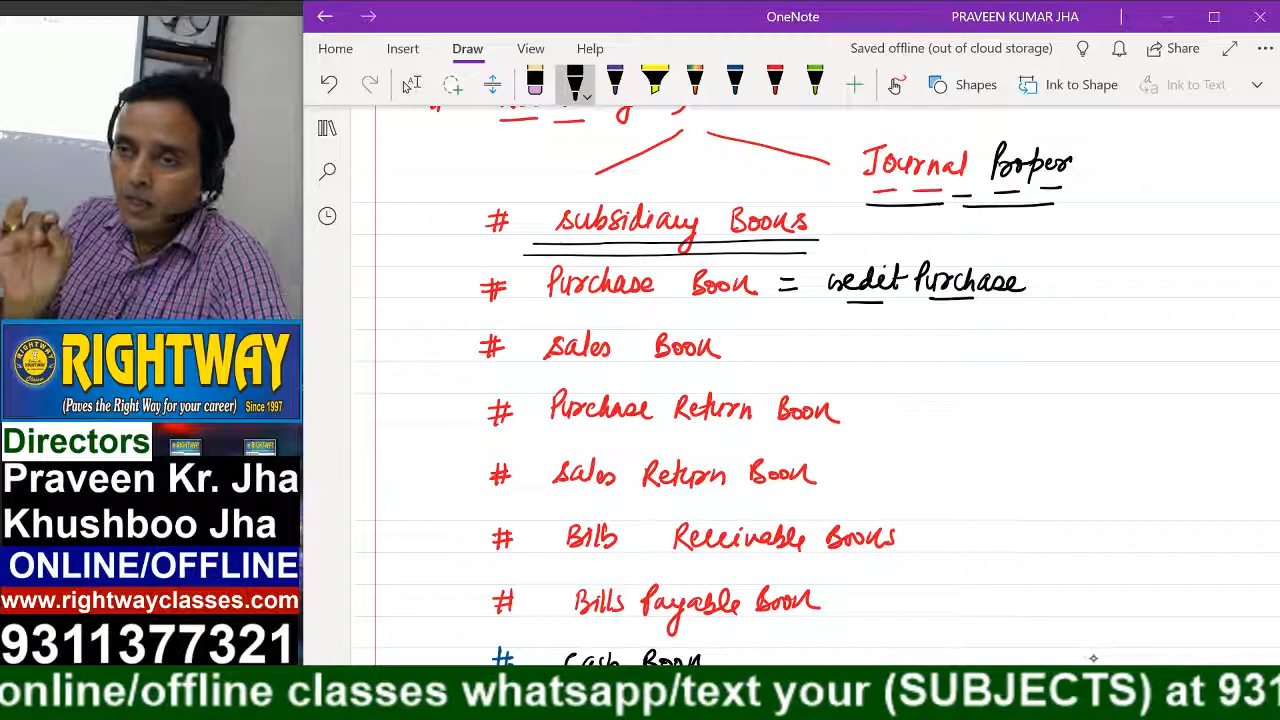 OneNote
PRAVEEN KUMAR JHA
Home Insert Draw View Help
Saved offline (out of cloud storage)
Share
Shapes
Ink to Shape
Ink to Text
Journal Proper
# Subsidiary Books
# Purchase Book = credit Purchase
# Sales Book
# Purchase Return Book
# Sales Return Book
# Bills Receivable Books
# Bills Payable Book
# Cash Book
RIGHTWAY
Classes
(Paves the Right Way for your career) Since 1997
Directors
Praveen Kr. Jha
Khushboo Jha
ONLINE/OFFLINE
www.rightwayclasses.com
9311377321
online/offline classes whatsapp/text your (SUBJECTS) at 931